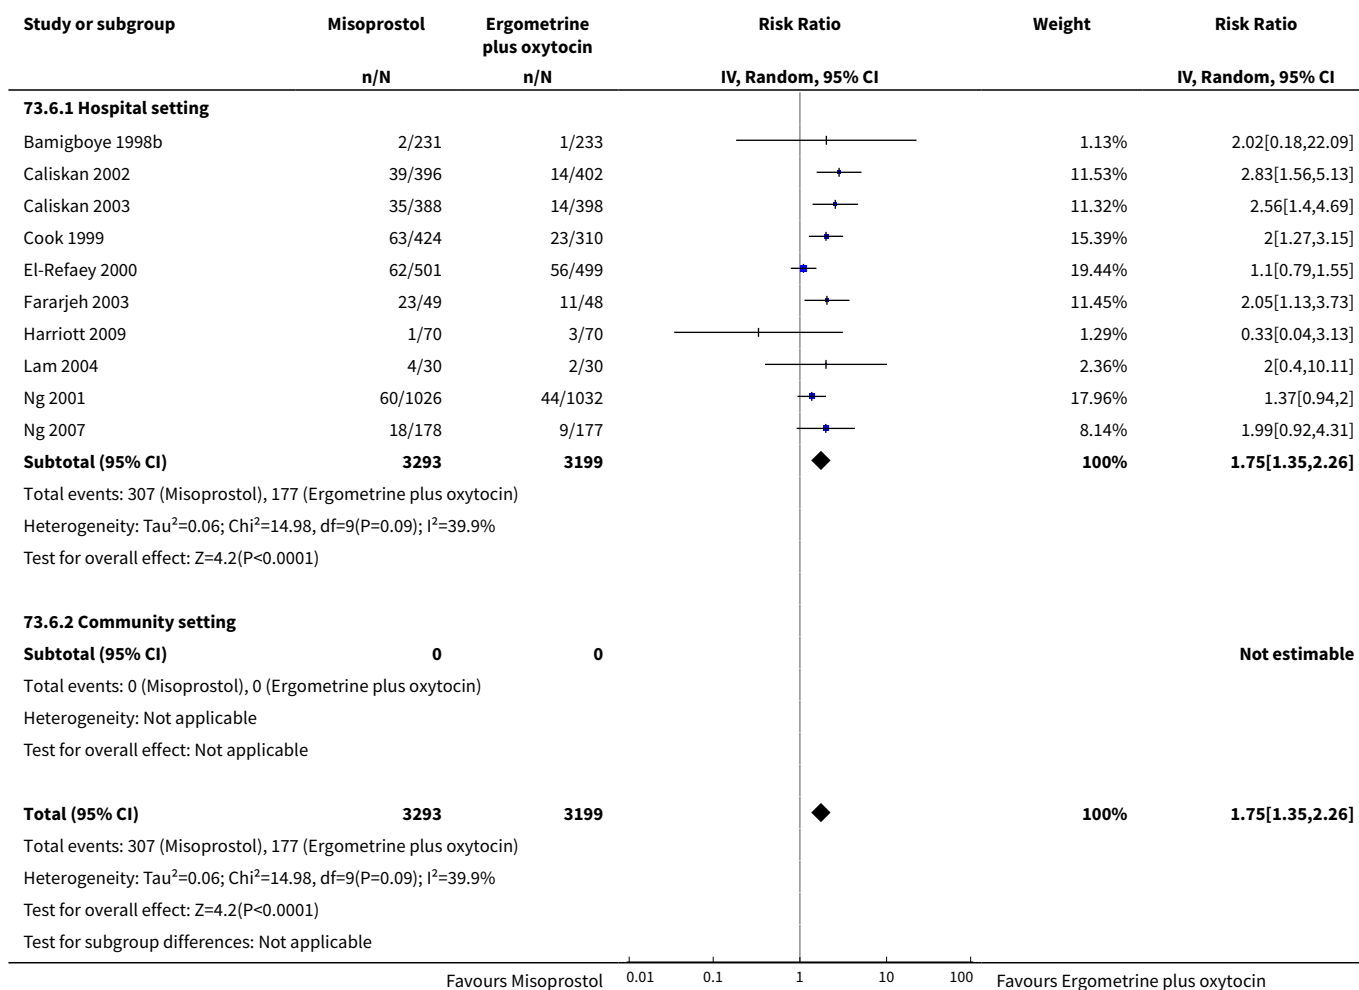 Study or subgroup Misoprostol Ergometrine plus oxytocin Risk Ratio Weight Risk Ratio
n/N n/N IV, Random, 95% CI IV, Random, 95% CI
73.6.1 Hospital setting
Bamigboye 1998b 2/231 1/233 1.13% 2.02[0.18,22.09]
Caliskan 2002 39/396 14/402 11.53% 2.83[1.56,5.13]
Caliskan 2003 35/388 14/398 11.32% 2.56[1.4,4.69]
Cook 1999 63/424 23/310 15.39% 2[1.27,3.15]
El-Refaey 2000 62/501 56/499 19.44% 1.1[0.79,1.55]
Fararjeh 2003 23/49 11/48 11.45% 2.05[1.13,3.73]
Harriott 2009 1/70 3/70 1.29% 0.33[0.04,3.13]
Lam 2004 4/30 2/30 2.36% 2[0.4,10.11]
Ng 2001 60/1026 44/1032 17.96% 1.37[0.94,2]
Ng 2007 18/178 9/177 8.14% 1.99[0.92,4.31]
Subtotal (95% CI) 3293 3199 100% 1.75[1.35,2.26]
Total events: 307 (Misoprostol), 177 (Ergometrine plus oxytocin)
Heterogeneity: Tau²=0.06; Chi²=14.98, df=9(P=0.09); I²=39.9%
Test for overall effect: Z=4.2(P<0.0001)
73.6.2 Community setting
Subtotal (95% CI) 0 0 Not estimable
Total events: 0 (Misoprostol), 0 (Ergometrine plus oxytocin)
Heterogeneity: Not applicable
Test for overall effect: Not applicable
Total (95% CI) 3293 3199 100% 1.75[1.35,2.26]
Total events: 307 (Misoprostol), 177 (Ergometrine plus oxytocin)
Heterogeneity: Tau²=0.06; Chi²=14.98, df=9(P=0.09); I²=39.9%
Test for overall effect: Z=4.2(P<0.0001)
Test for subgroup differences: Not applicable
Favours Misoprostol 0.01 0.1 1 10 100 Favours Ergometrine plus oxytocin